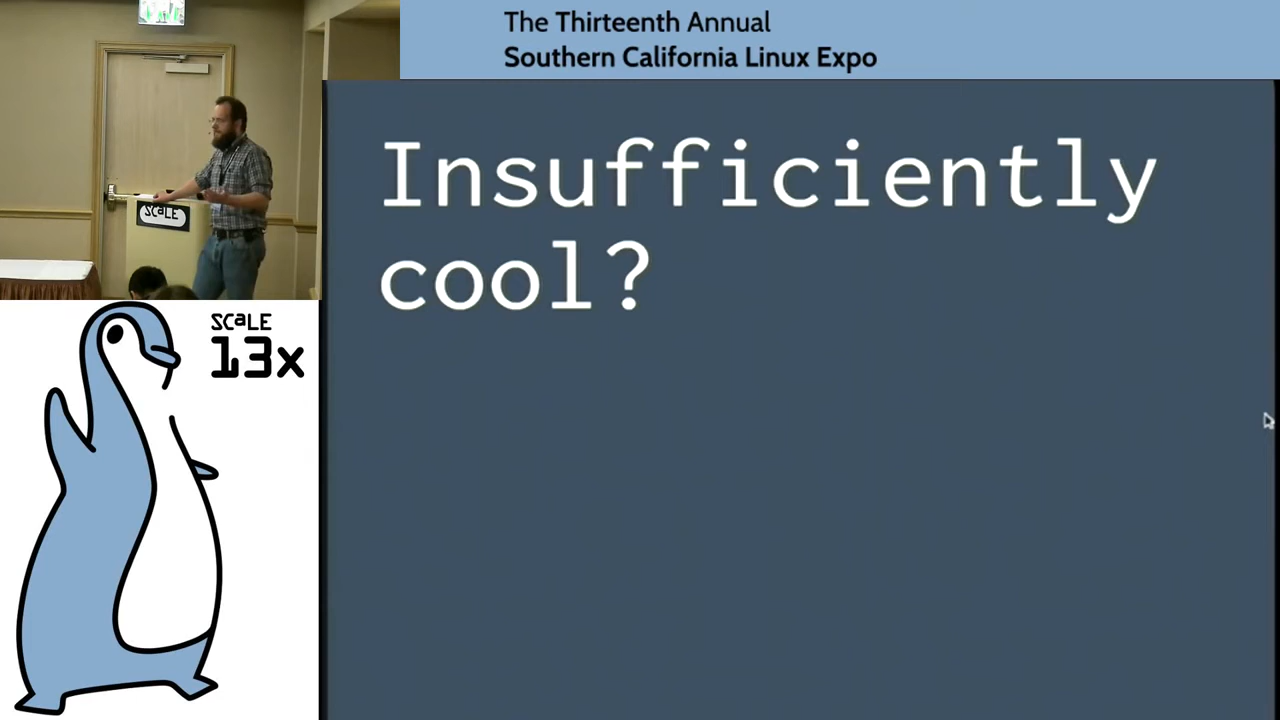 The Thirteenth Annual
Southern California Linux Expo
Insufficiently
cool?
SCaLE
SCaLE
13x